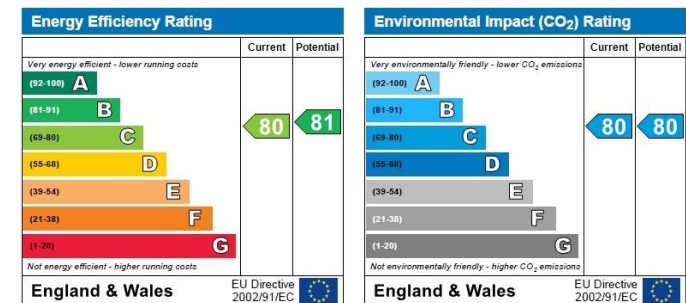 Energy Efficiency Rating
Current Potential
Very energy efficient - lower running costs
(92-100) A
(81-91) B
(69-80) C
80
81
(55-68) D
(39-54) E
(21-38) F
(1-20) G
Not energy efficient - higher running costs
England & Wales
EU Directive
2002/91/EC
Environmental Impact (CO2) Rating
Current Potential
Very environmentally friendly - lower CO2 emissions
(92-100) A
(81-91) B
(69-80) C
80
80
(55-68) D
(39-54) E
(21-38) F
(1-20) G
Not environmentally friendly - higher CO2 emissions
England & Wales
EU Directive
2002/91/EC